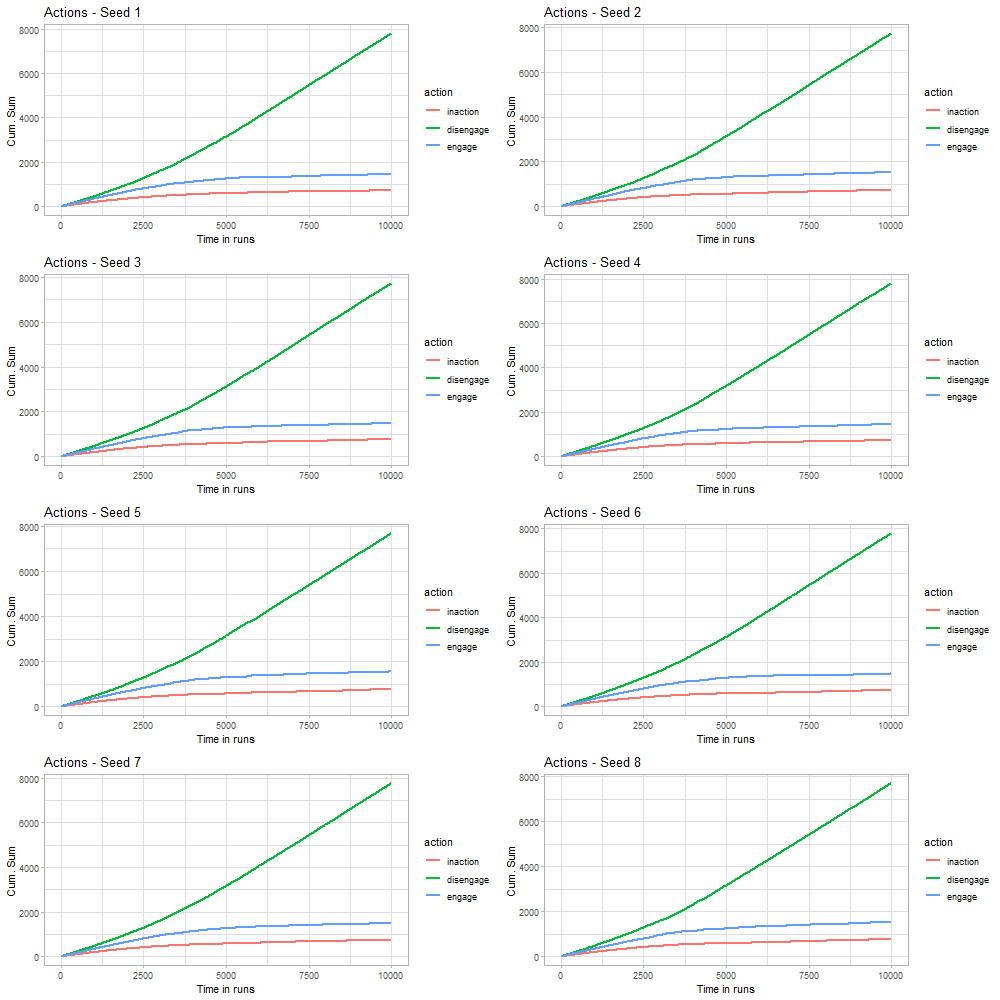 Actions - Seed 1
Cum. Sum
8000
6000
4000
2000
0
0 2500 5000 7500 10000
Time in runs
action
inaction
disengage
engage
Actions - Seed 2
Cum. Sum
8000
6000
4000
2000
0
0 2500 5000 7500 10000
Time in runs
action
inaction
disengage
engage
Actions - Seed 3
Cum. Sum
8000
6000
4000
2000
0
0 2500 5000 7500 10000
Time in runs
action
inaction
disengage
engage
Actions - Seed 4
Cum. Sum
8000
6000
4000
2000
0
0 2500 5000 7500 10000
Time in runs
action
inaction
disengage
engage
Actions - Seed 5
Cum. Sum
8000
6000
4000
2000
0
0 2500 5000 7500 10000
Time in runs
action
inaction
disengage
engage
Actions - Seed 6
Cum. Sum
8000
6000
4000
2000
0
0 2500 5000 7500 10000
Time in runs
action
inaction
disengage
engage
Actions - Seed 7
Cum. Sum
8000
6000
4000
2000
0
0 2500 5000 7500 10000
Time in runs
action
inaction
disengage
engage
Actions - Seed 8
Cum. Sum
8000
6000
4000
2000
0
0 2500 5000 7500 10000
Time in runs
action
inaction
disengage
engage